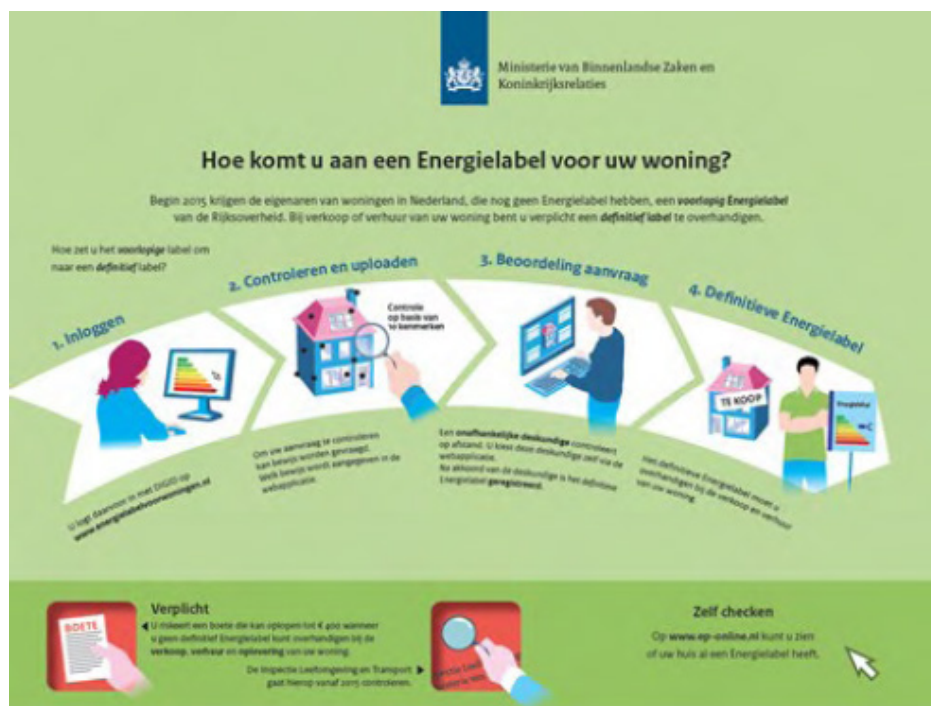 Ministerie van Binnenlandse Zaken en
Koninkrijksrelaties
Hoe komt u aan een Energielabel voor uw woning?
Begin 2015 krijgen de eigenaren van woningen in Nederland, die nog geen Energielabel hebben, een voorlopig Energielabel
van de Rijksoverheid. Bij verkoop of verhuur van uw woning bent u verplicht een definitief label te overhandigen.
Hoe zet u het voorlopige label om
naar een definitief label?
1. Inloggen
U logt daarvoor in met DIGID op
www.energielabelvoorwoningen.nl
2. Controleren en uploaden
Controle
op basis van
10 kenmerken
Om uw aanvraag te controleren
kan bewijs worden gevraagd.
Welk bewijs wordt aangegeven in de
webapplicatie.
3. Beoordeling aanvraag
Een onafhankelijke deskundige controleert
op afstand. U kiest deze deskundige zelf via de
webapplicatie.
Na akkoord van de deskundige is het definitieve
Energielabel geregistreerd.
4. Definitieve Energielabel
TE KOOP
Energielabel
C
Het definitieve Energielabel moet u
overhandigen bij de verkoop en verhuur
van uw woning.
BOETE
Verplicht
U riskeert een boete die kan oplopen tot € 400 wanneer
u geen definitief Energielabel kunt overhandigen bij de
verkoop, verhuur en oplevering van uw woning.
De Inspectie Leefomgeving en Transport
gaat hierop vanaf 2015 controleren.
Zelf checken
Op www.ep-online.nl kunt u zien
of uw huis al een Energielabel heeft.